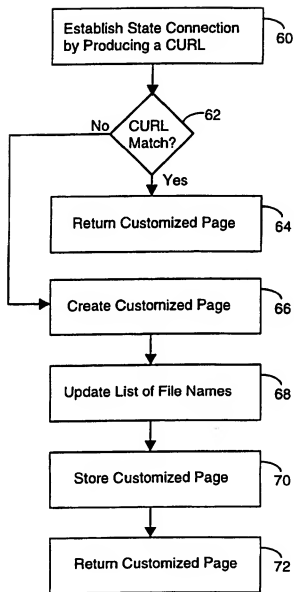 Establish State Connection
by Producing a CURL
60
62
No
CURL
Match?
Yes
Return Customized Page
64
Create Customized Page
66
Update List of File Names
68
Store Customized Page
70
Return Customized Page
72